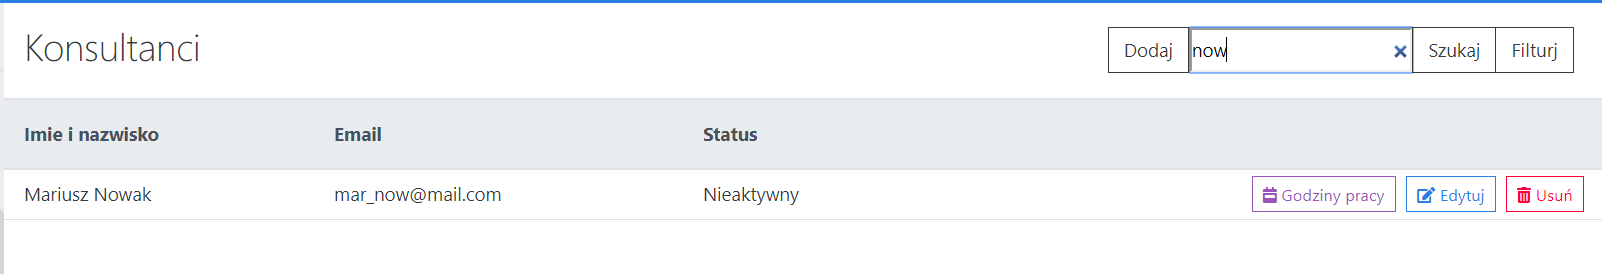 Konsultanci
Dodaj now Szukaj Filturj
Imie i nazwisko Email Status
Mariusz Nowak mar_now@mail.com Nieaktywny Godziny pracy Edytuj Usuń